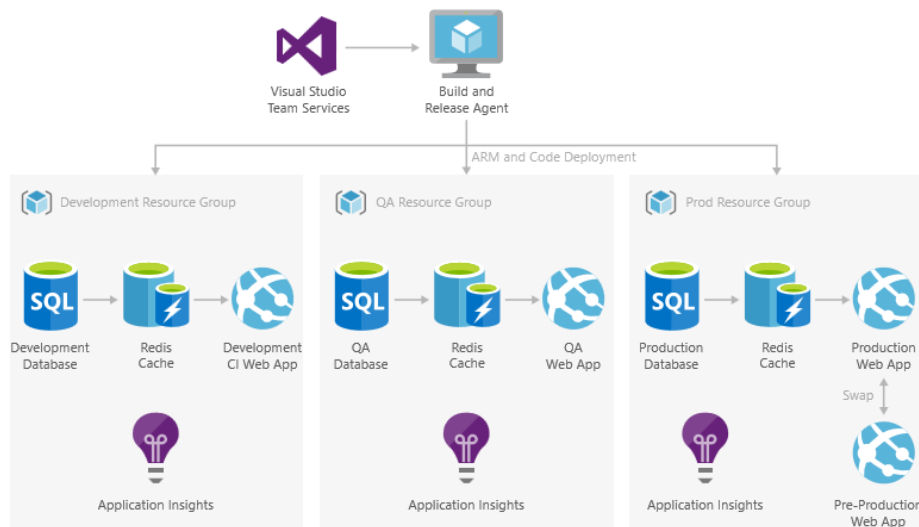 Visual Studio
Team Services
Build and
Release Agent
ARM and Code Deployment
Development Resource Group
SQL
Development
Database
Redis
Cache
Development
CI Web App
Application Insights
QA Resource Group
SQL
QA
Database
Redis
Cache
QA
Web App
Application Insights
Prod Resource Group
SQL
Production
Database
Redis
Cache
Production
Web App
Swap
Application Insights
Pre-Production
Web App